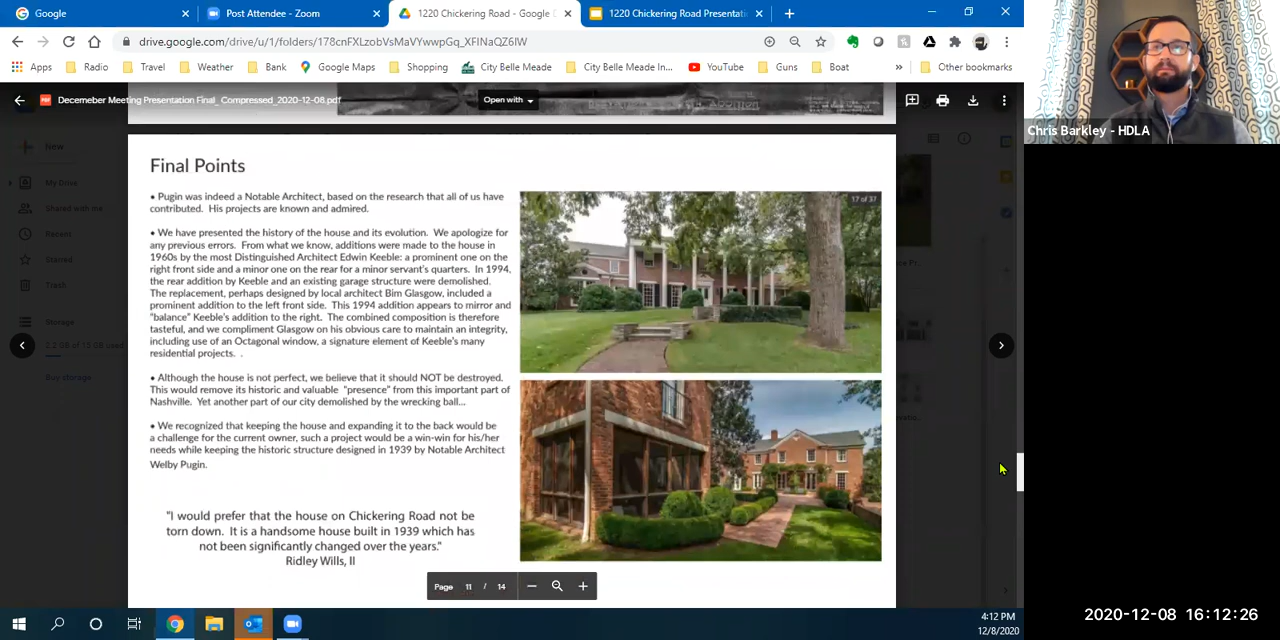 Google
Post Attendee - Zoom
1220 Chickering Road - Google D
1220 Chickering Road Presentati
drive.google.com/drive/u/1/folders/178cnFXLzobVsMaVYwwpGq_XFINaQZ6IW
Apps
Radio
Travel
Weather
Bank
Google Maps
Shopping
City Belle Meade
City Belle Meade In...
YouTube
Guns
Boat
»
Other bookmarks
Decemeber Meeting Presentation Final_Compressed_2020-12-08.pdf
Open with
New
My Drive
Shared with me
Recent
Starred
Trash
Storage
Buy storage
Final Points
• Pugin was indeed a Notable Architect, based on the research that all of us have
contributed. His projects are known and admired.
• We have presented the history of the house and its evolution. We apologize for
any previous errors. From what we know, additions were made to the house in
1960s by the most Distinguished Architect Edwin Keeble: a prominent one on the
right front side and a minor one on the rear for a minor servant's quarters. In 1994,
the rear addition by Keeble and an existing garage structure were demolished.
The replacement, perhaps designed by local architect Bim Glasgow, included a
prominent addition to the left front side. This 1994 addition appears to mirror and
"balance" Keeble's addition to the right. The combined composition is therefore
tasteful, and we compliment Glasgow on his obvious care to maintain an integrity,
including use of an Octagonal window, a signature element of Keeble's many
residential projects. .
• Although the house is not perfect, we believe that it should NOT be destroyed.
This would remove its historic and valuable "presence" from this important part of
Nashville. Yet another part of our city demolished by the wrecking ball...
• We recognized that keeping the house and expanding it to the back would be
a challenge for the current owner, such a project would be a win-win for his/her
needs while keeping the historic structure designed in 1939 by Notable Architect
Welby Pugin.
"I would prefer that the house on Chickering Road not be
torn down. It is a handsome house built in 1939 which has
not been significantly changed over the years."
Ridley Wills, II
17 of 37
Page 11 / 14
Chris Barkley - HDLA
4:12 PM
12/8/2020
2020-12-08 16:12:26